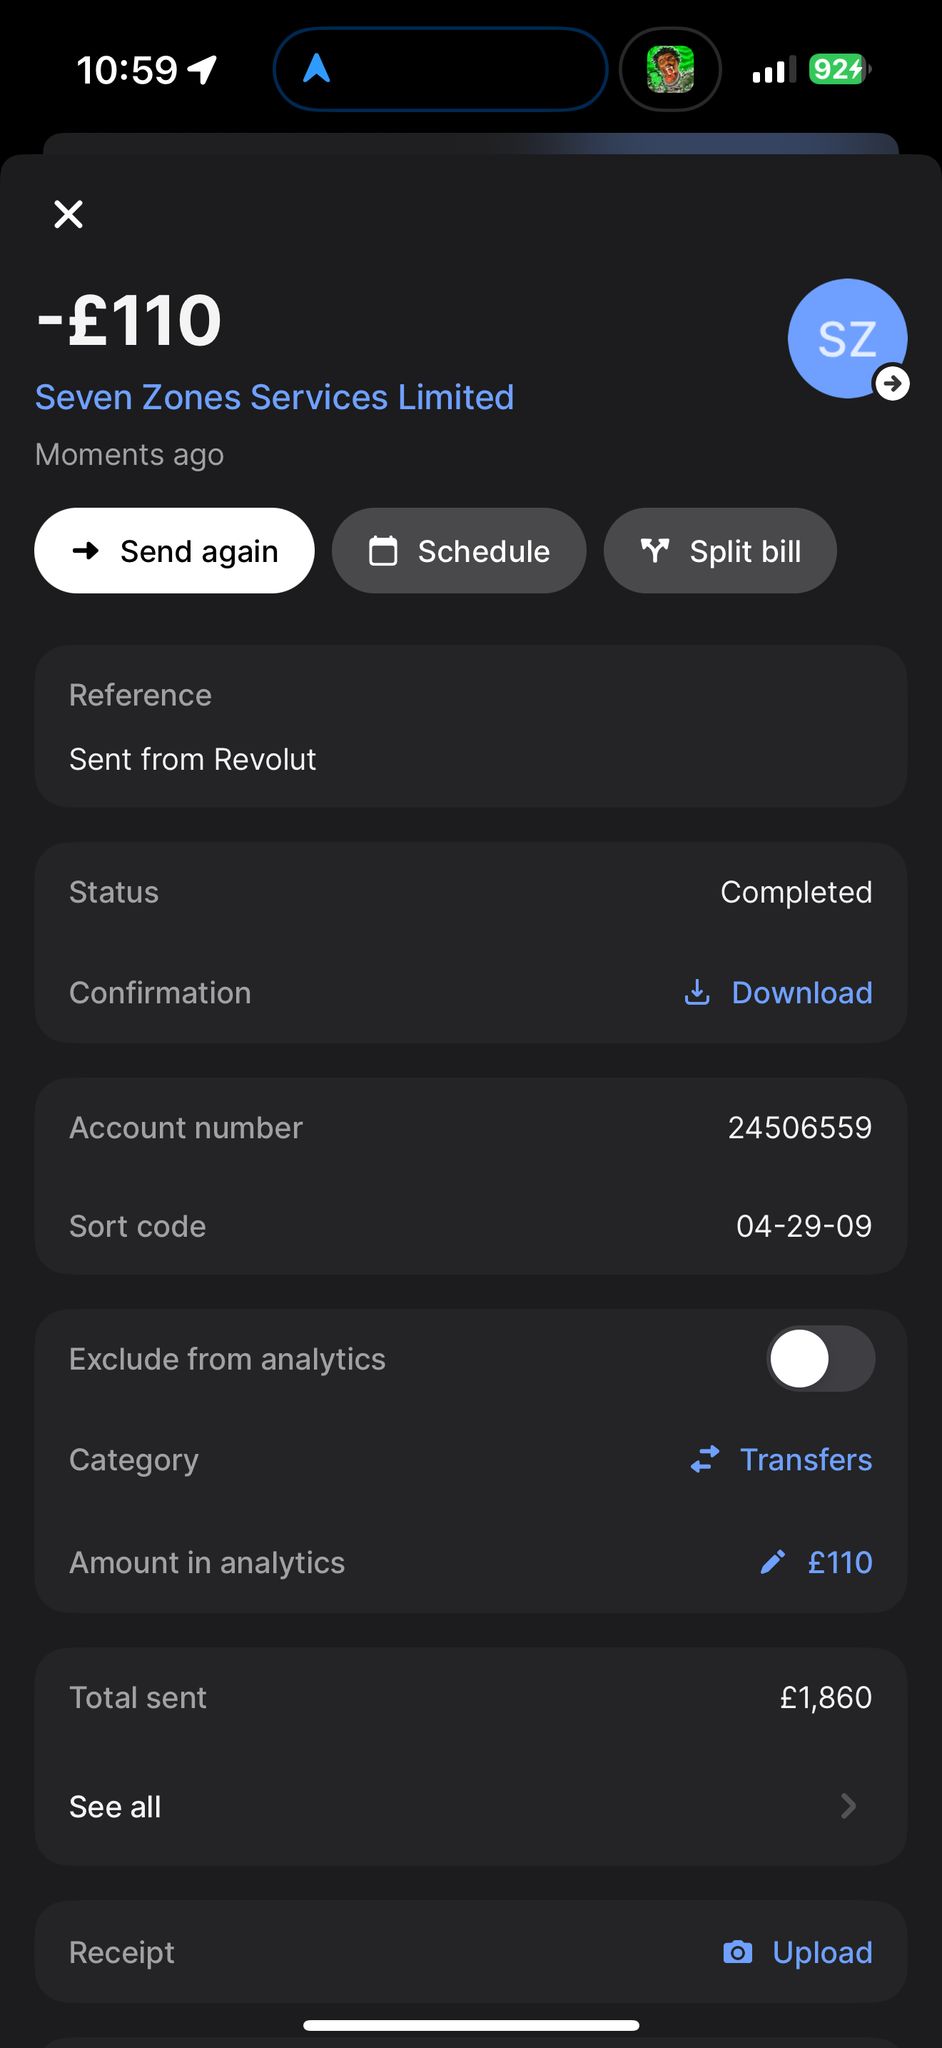 10:59
92
-£110
SZ
Seven Zones Services Limited
Moments ago
Send again
Schedule
Split bill
Reference
Sent from Revolut
Status
Completed
Confirmation
Download
Account number
24506559
Sort code
04-29-09
Exclude from analytics
Category
Transfers
Amount in analytics
£110
Total sent
£1,860
See all
Receipt
Upload